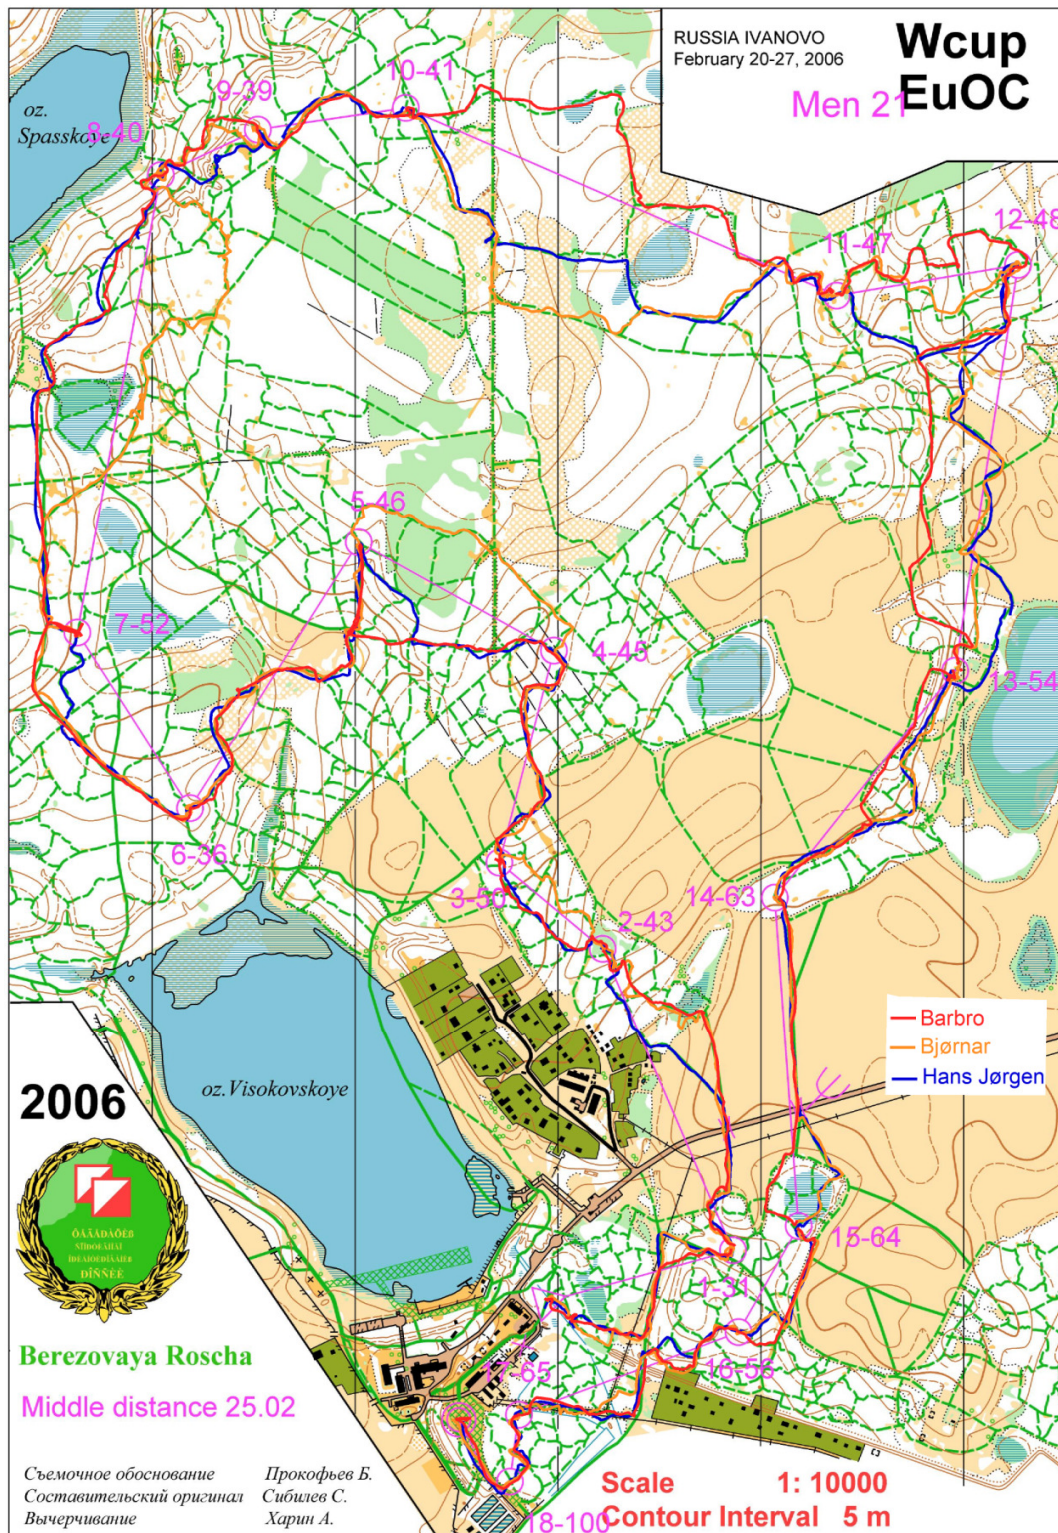 RUSSIA IVANOVO
February 20-27, 2006
Wcup
EuOC
Men 21
oz.
Spasskoye
8-40
9-39
10-41
11-47
12-48
5-46
4-45
7-52
13-54
6-36
3-50
2-43
14-63
Barbro
Bjørnar
Hans Jørgen
2006
oz.Visokovskoye
ÔÅÄÅÐÀÖÈß
ÐÎÑÑÈÈ
15-64
1-31
16-56
-65
18-100
Berezovaya Roscha
Middle distance 25.02
Съемочное обоснование Прокофьев Б.
Составительский оригинал Сибилев С.
Вычерчивание Харин А.
Scale 1: 10000
Contour Interval 5 m